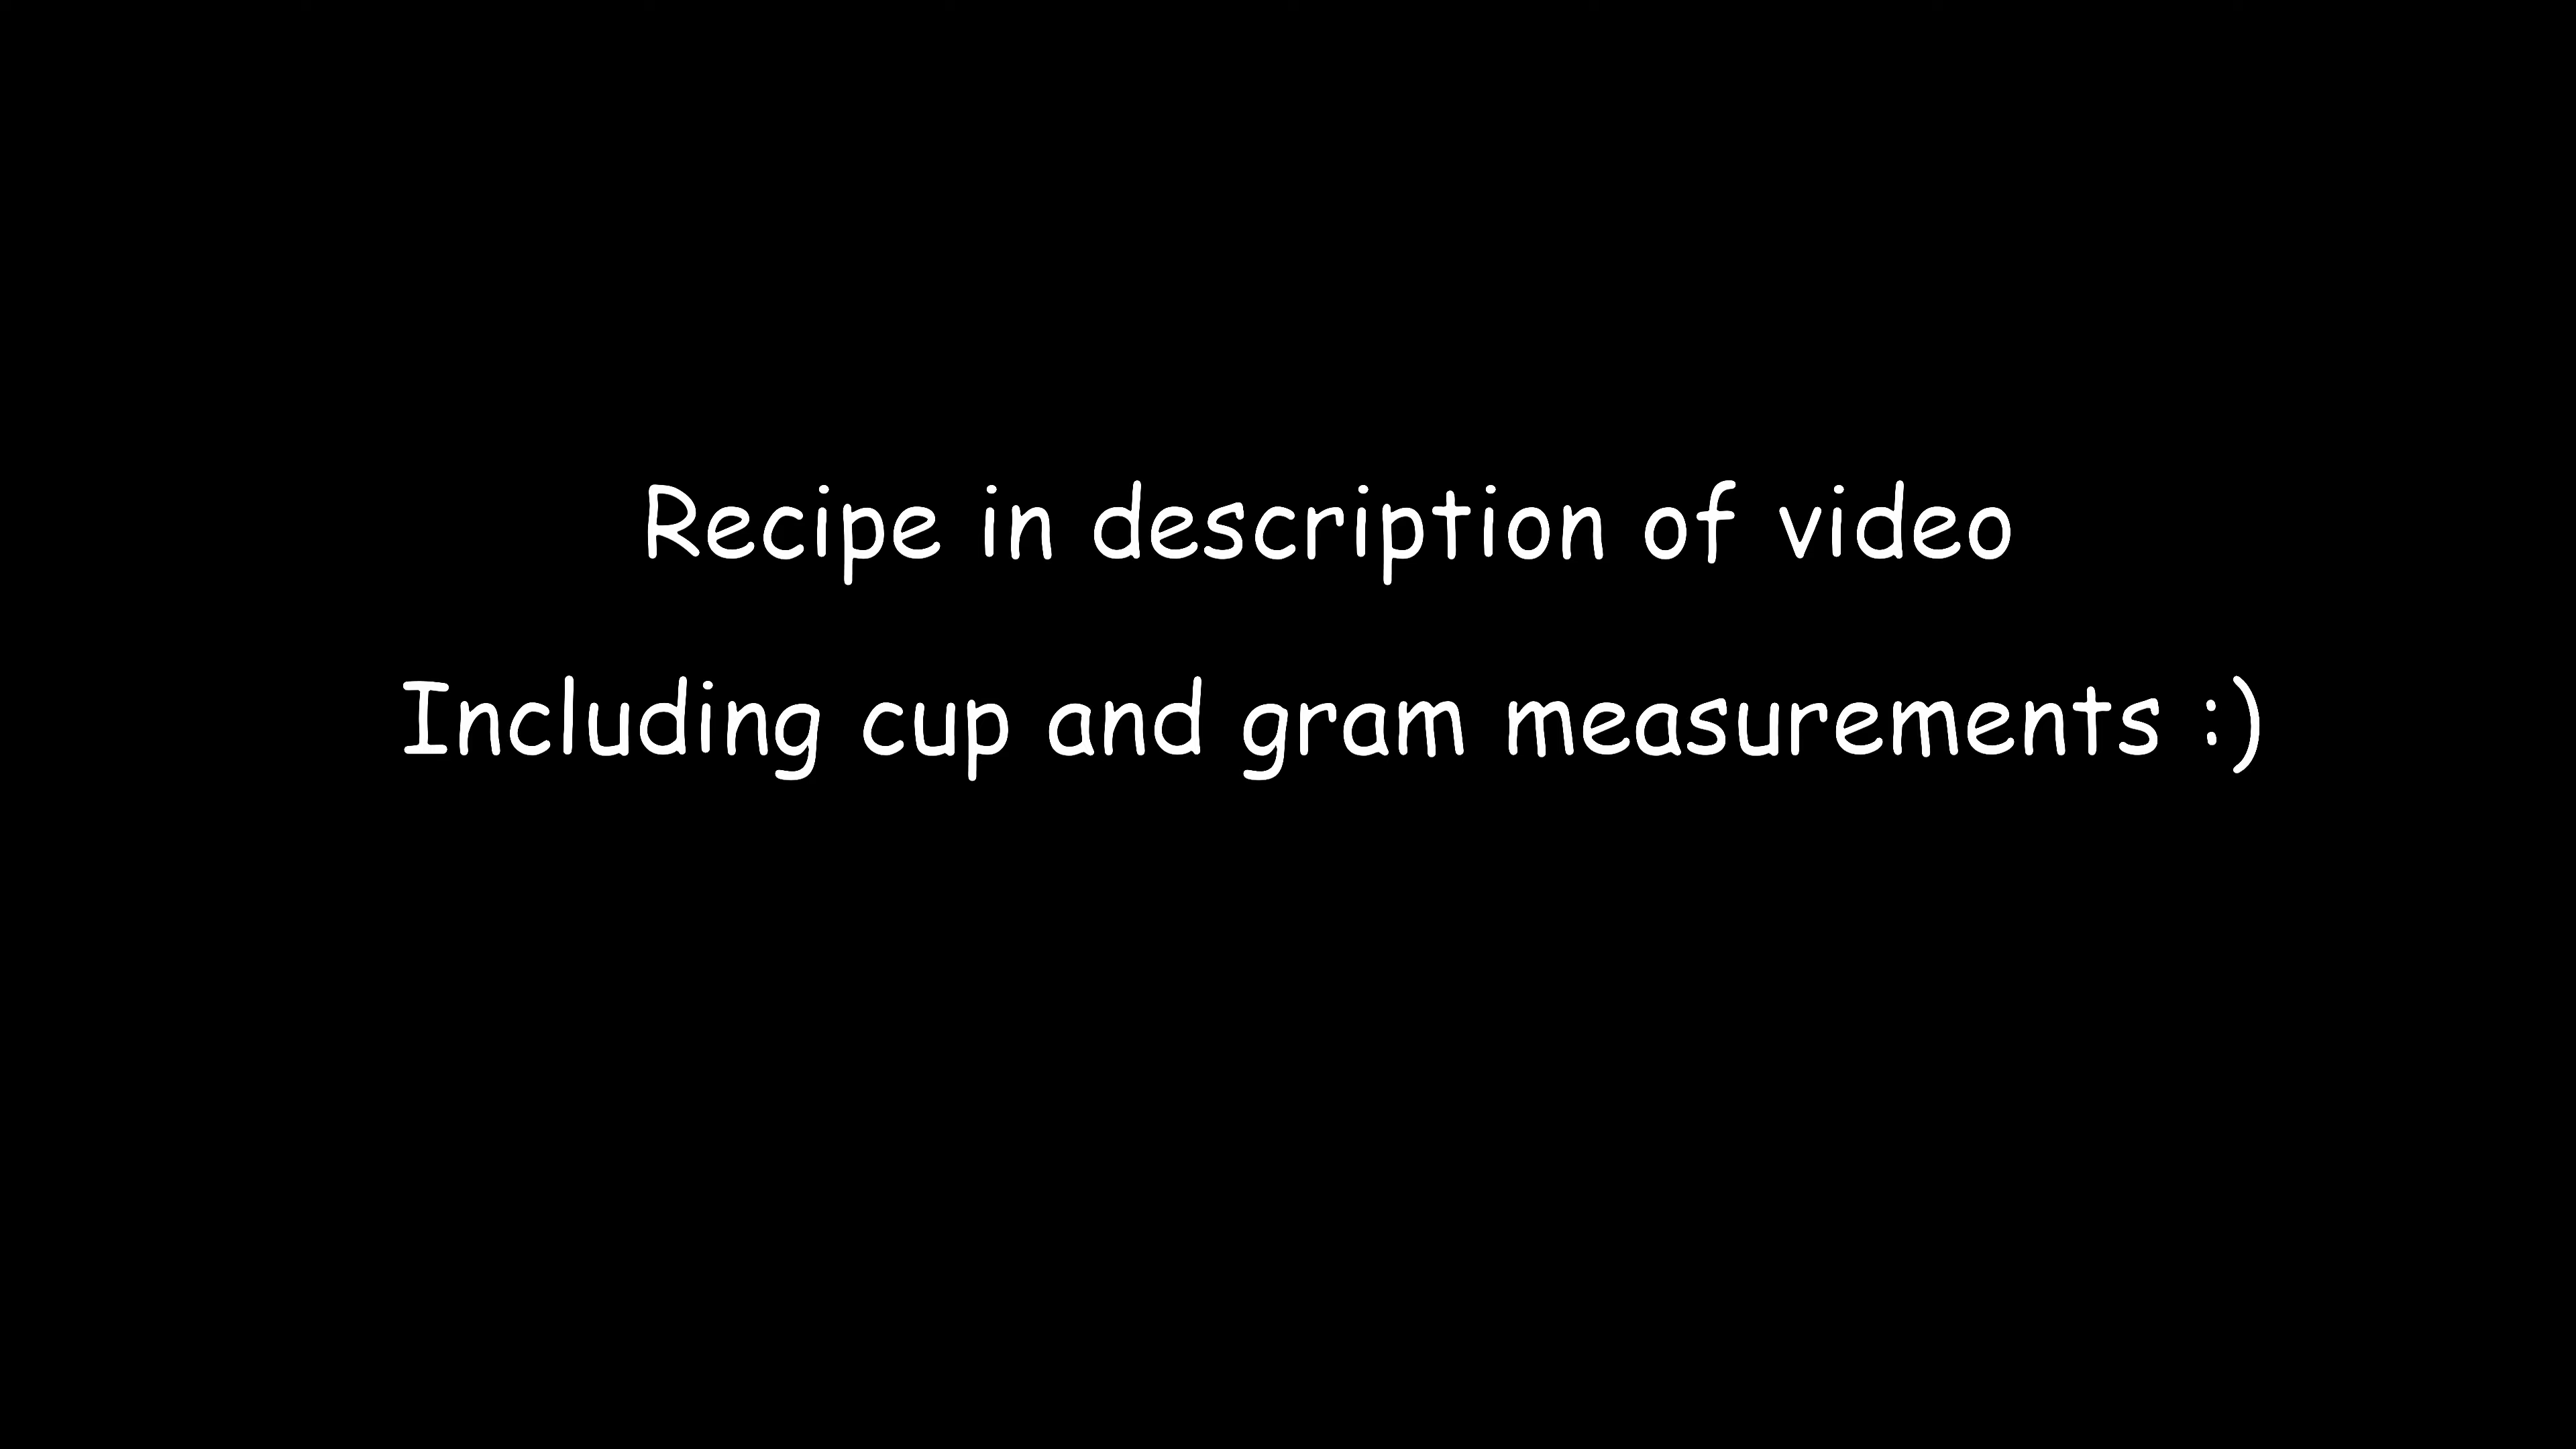 Recipe in description of video
Including cup and gram measurements :)